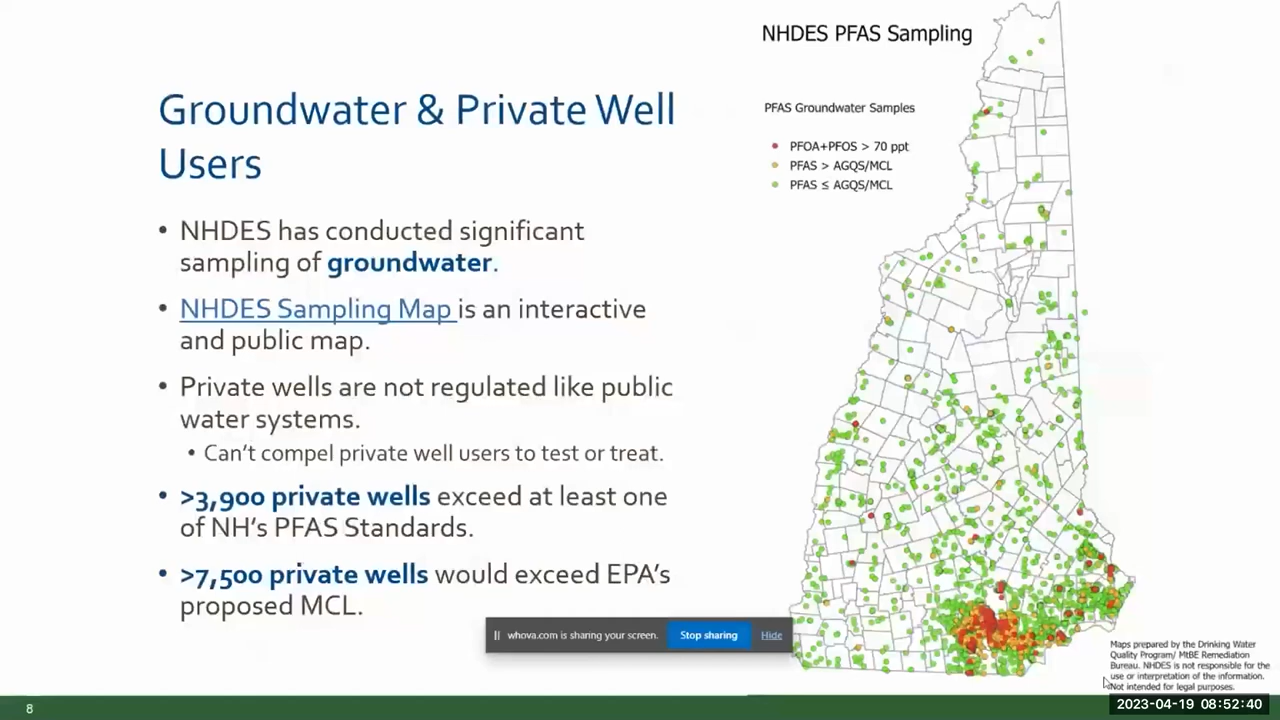 NHDES PFAS Sampling
Groundwater & Private Well
Users
PFAS Groundwater Samples
PFOA+PFOS > 70 ppt
PFAS > AGQS/MCL
PFAS ≤ AGQS/MCL
• NHDES has conducted significant
sampling of groundwater.
• NHDES Sampling Map is an interactive
and public map.
• Private wells are not regulated like public
water systems.
• Can't compel private well users to test or treat.
• >3,900 private wells exceed at least one
of NH's PFAS Standards.
• >7,500 private wells would exceed EPA's
proposed MCL.
whova.com is sharing your screen. Stop sharing Hide
Maps prepared by the Drinking Water
Quality Program/ MtBE Remediation
Bureau. NHDES is not responsible for the
use or interpretation of the information.
Not intended for legal purposes.
8
2023-04-19 08:52:40